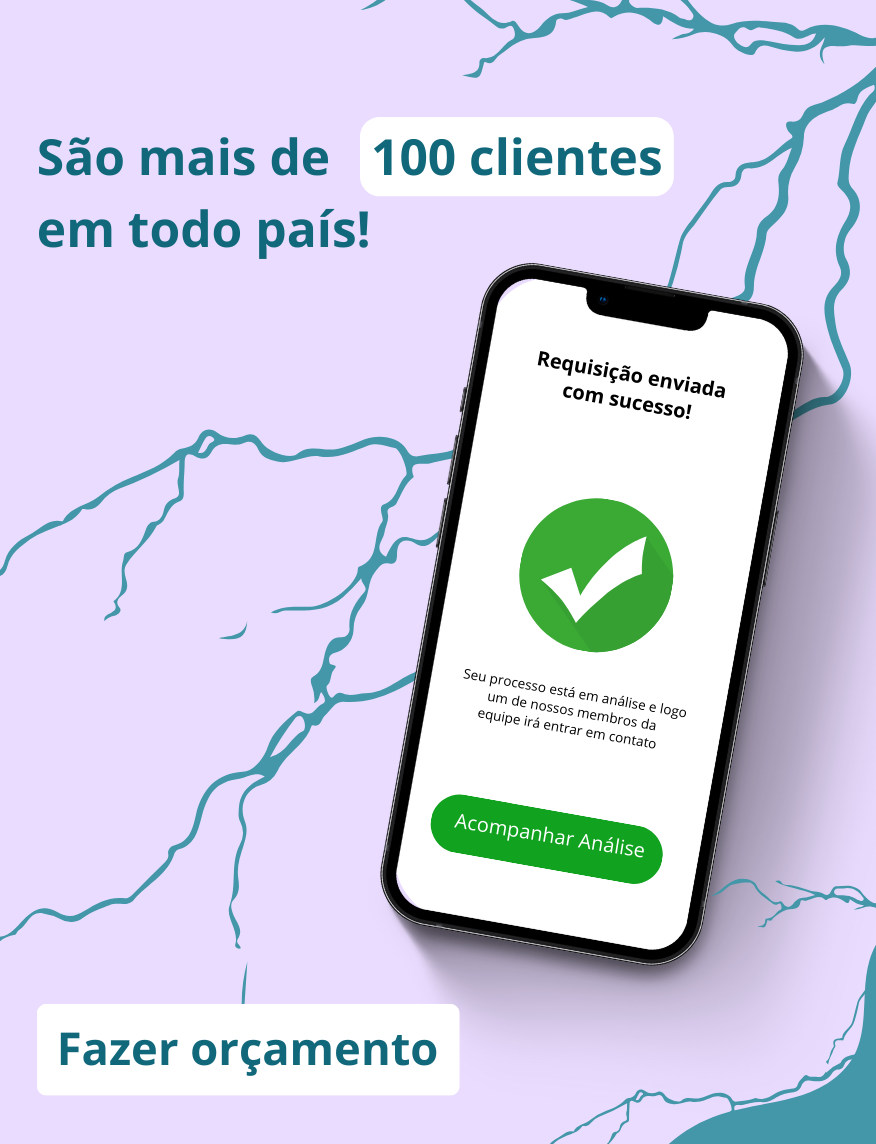 São mais de 100 clientes
em todo país!
Requisição enviada
com sucesso!
Seu processo está em análise e logo
um de nossos membros da
equipe irá entrar em contato
Acompanhar Análise
Fazer orçamento